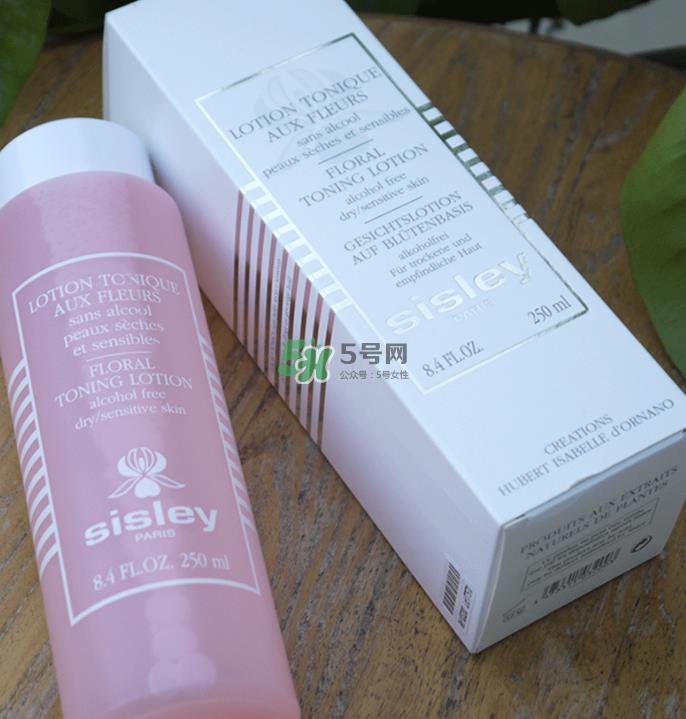 LOTION TONIQUE
AUX FLEURS
sans alcool
peaux sèches
et sensibles
FLORAL
TONING LOTION
alcohol free
dry/sensitive skin
sisley
PARIS
8.4 FL.OZ. 250 ml
LOTION TONIQUE
AUX FLEURS
sans alcool
peaux sèches et sensibles
FLORAL
TONING LOTION
alcohol free
dry/sensitive skin
GESICHTSLOTION
AUF BLÜTENBASIS
alkoholfrei
Für trockene und
empfindliche Haut
sisley
PARIS
8.4 FL.OZ. 250 ml
CREATIONS
HUBERT ISABELLE d'ORNANO
PRODUITS AUX EXTRAITS
NATURELS DE PLANTES
5号网
公众号:5号女性